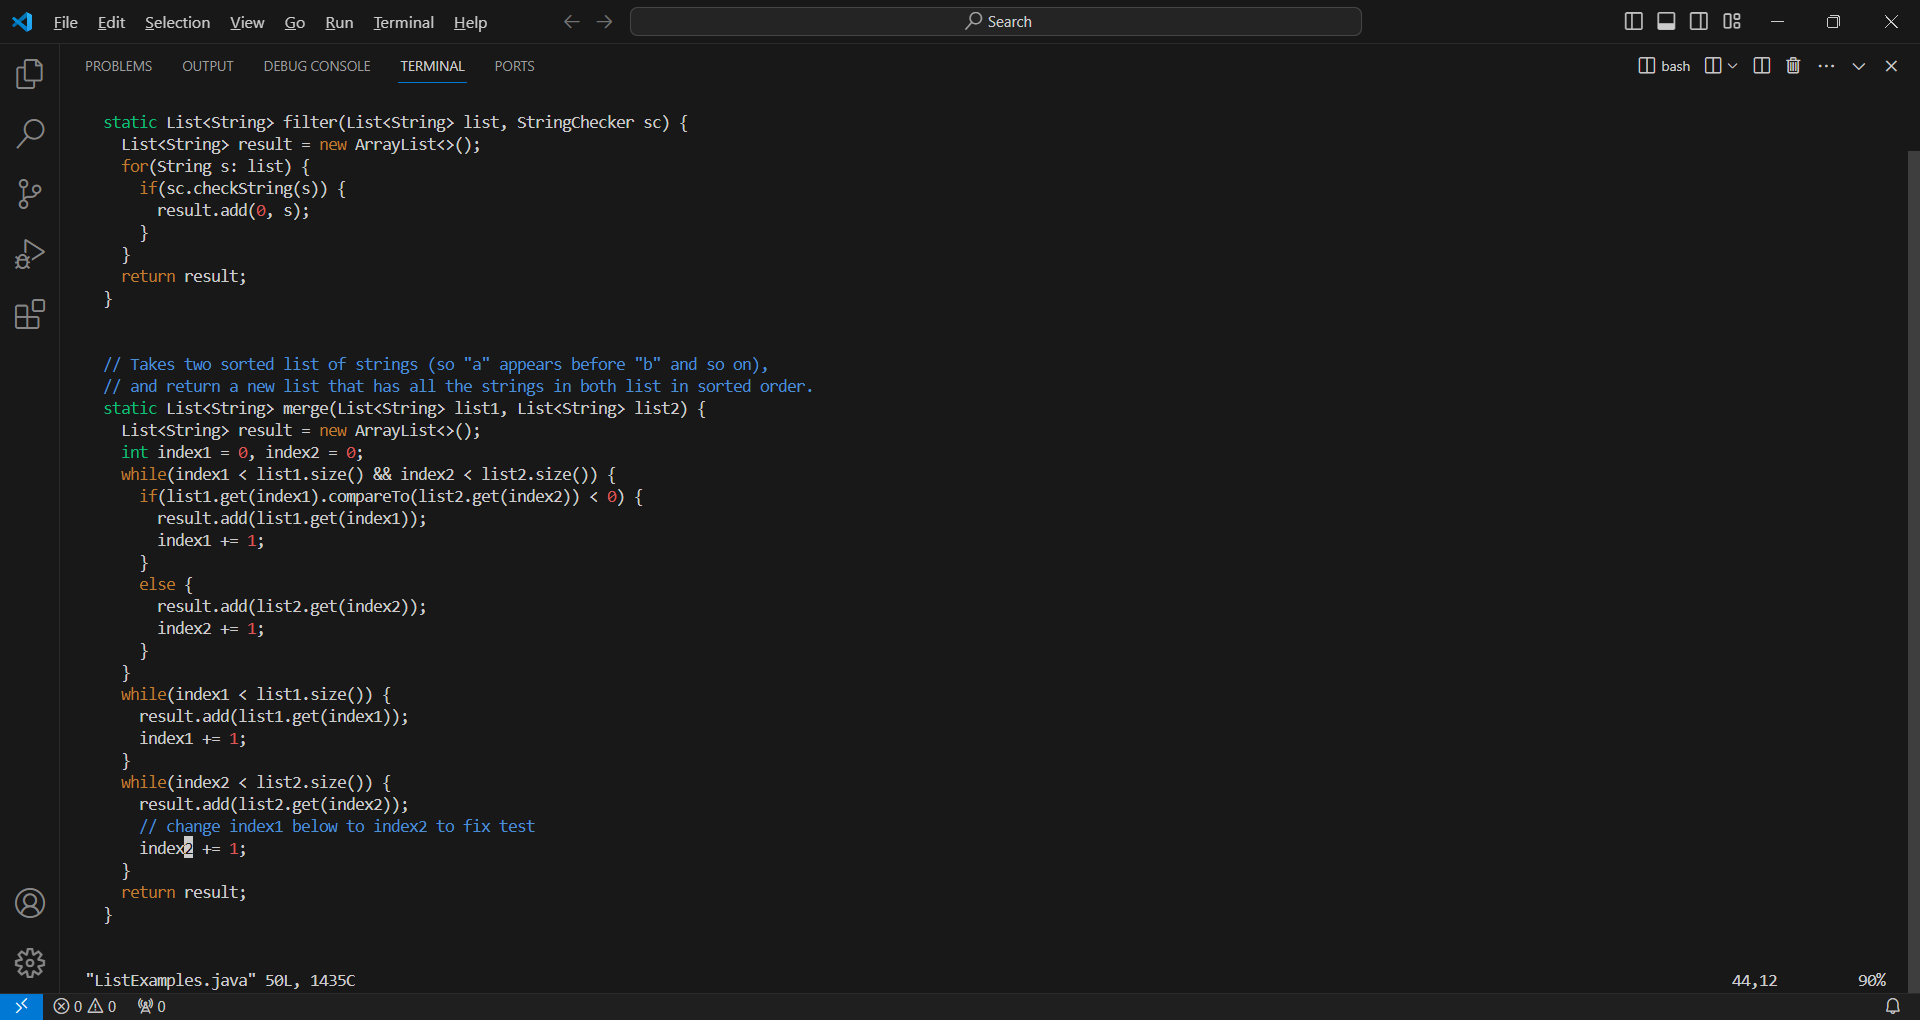 File Edit Selection View Go Run Terminal Help Search
PROBLEMS OUTPUT DEBUG CONSOLE TERMINAL PORTS bash
static List<String> filter(List<String> list, StringChecker sc) {
List<String> result = new ArrayList<>();
for(String s: list) {
if(sc.checkString(s)) {
result.add(0, s);
}
}
return result;
}
// Takes two sorted list of strings (so "a" appears before "b" and so on),
// and return a new list that has all the strings in both list in sorted order.
static List<String> merge(List<String> list1, List<String> list2) {
List<String> result = new ArrayList<>();
int index1 = 0, index2 = 0;
while(index1 < list1.size() && index2 < list2.size()) {
if(list1.get(index1).compareTo(list2.get(index2)) < 0) {
result.add(list1.get(index1));
index1 += 1;
}
else {
result.add(list2.get(index2));
index2 += 1;
}
}
while(index1 < list1.size()) {
result.add(list1.get(index1));
index1 += 1;
}
while(index2 < list2.size()) {
result.add(list2.get(index2));
// change index1 below to index2 to fix test
index2 += 1;
}
return result;
}
"ListExamples.java" 50L, 1435C 44,12 90%
0 0 0